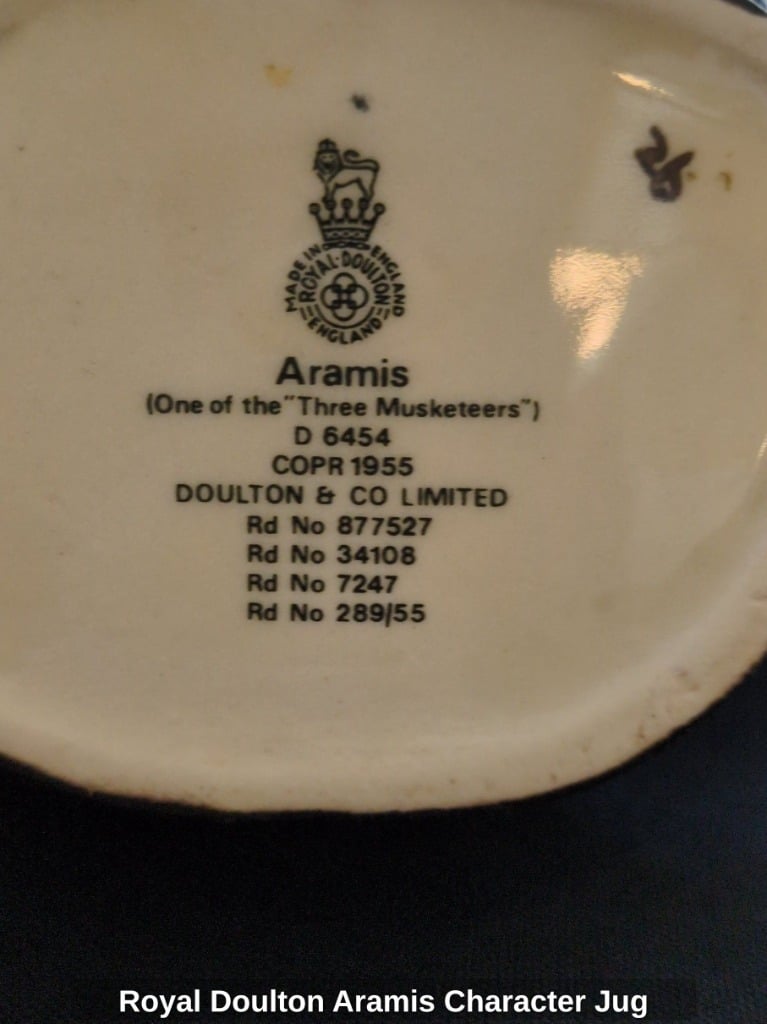 MADE IN ENGLAND
ROYAL·DOULTON
ENGLAND
Aramis
(One of the "Three Musketeers")
D 6454
COPR 1955
DOULTON & CO LIMITED
Rd No 877527
Rd No 34108
Rd No 7247
Rd No 289/55
Royal Doulton Aramis Character Jug